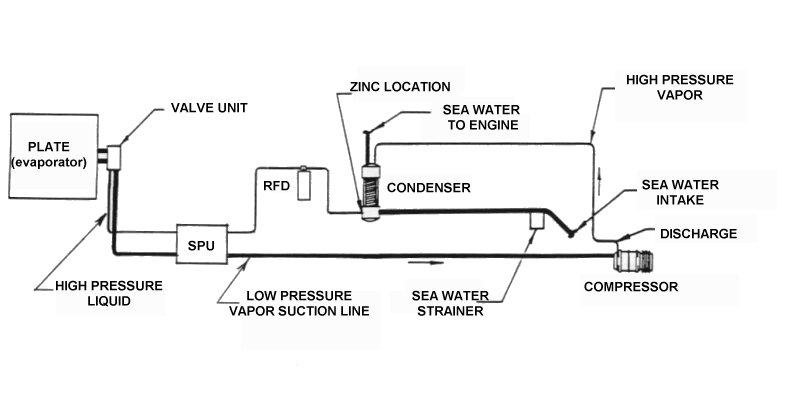 ZINC LOCATION
HIGH PRESSURE
VAPOR
VALVE UNIT
SEA WATER
TO ENGINE
PLATE
(evaporator)
RFD
CONDENSER
SEA WATER
INTAKE
SPU
DISCHARGE
HIGH PRESSURE
LIQUID
LOW PRESSURE
VAPOR SUCTION LINE
SEA WATER
STRAINER
COMPRESSOR